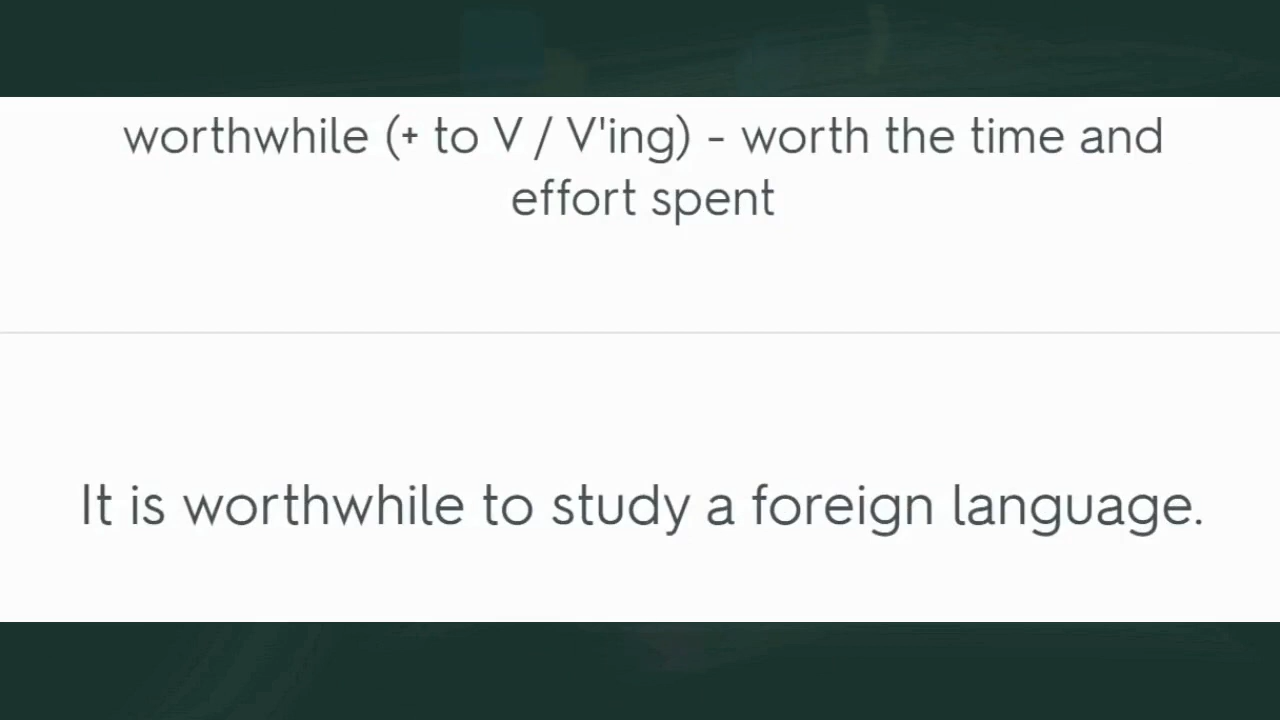 worthwhile (+ to V / V'ing) - worth the time and
effort spent
It is worthwhile to study a foreign language.